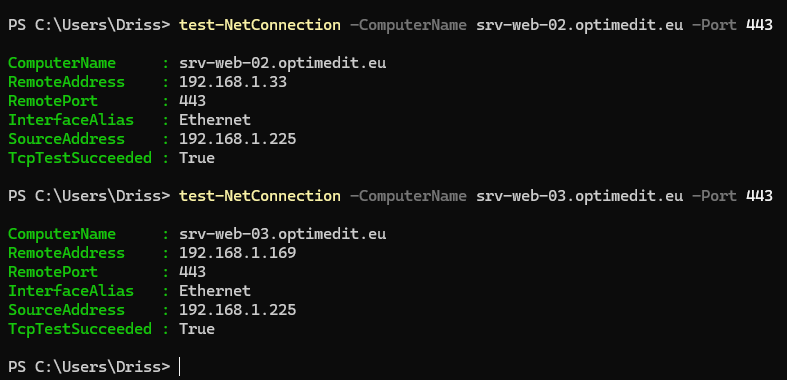 PS C:\Users\Driss> test-NetConnection -ComputerName srv-web-02.optimedit.eu -Port 443
ComputerName     : srv-web-02.optimedit.eu
RemoteAddress    : 192.168.1.33
RemotePort       : 443
InterfaceAlias   : Ethernet
SourceAddress    : 192.168.1.225
TcpTestSucceeded : True
PS C:\Users\Driss> test-NetConnection -ComputerName srv-web-03.optimedit.eu -Port 443
ComputerName     : srv-web-03.optimedit.eu
RemoteAddress    : 192.168.1.169
RemotePort       : 443
InterfaceAlias   : Ethernet
SourceAddress    : 192.168.1.225
TcpTestSucceeded : True
PS C:\Users\Driss>